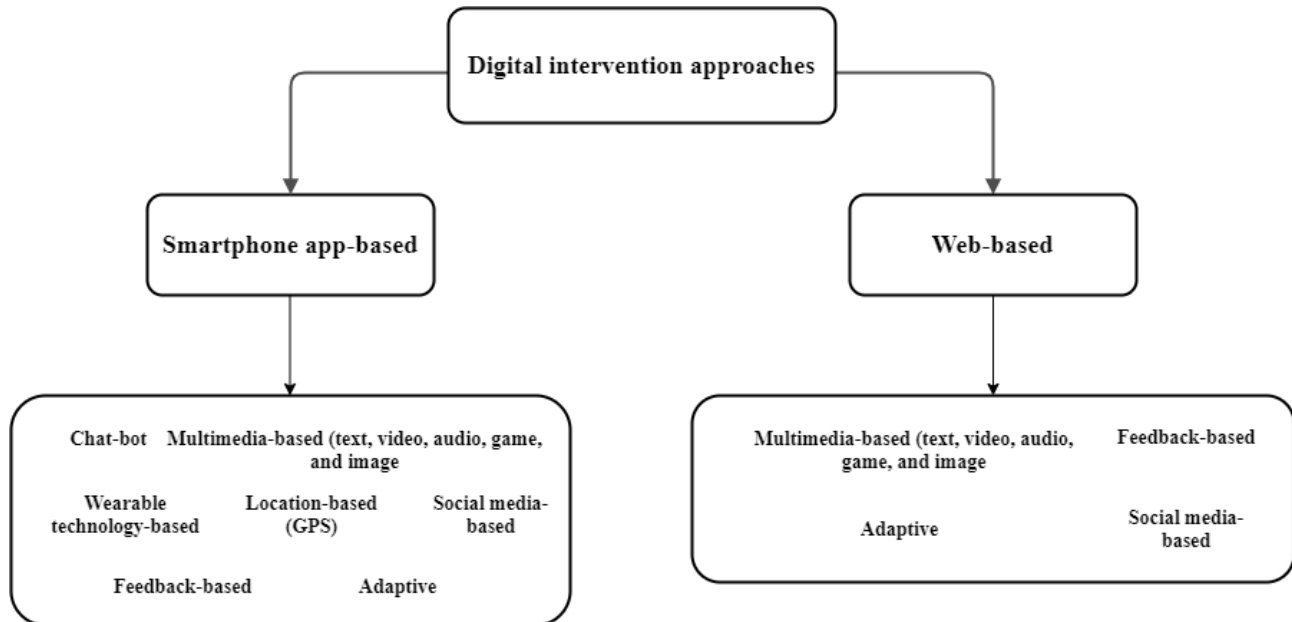 Digital intervention approaches
Smartphone app-based
Web-based
Chat-bot
Multimedia-based (text, video, audio, game,
and image
Wearable
technology-based
Location-based
(GPS)
Social media-
based
Feedback-based
Adaptive
Multimedia-based (text, video, audio,
game, and image
Feedback-based
Adaptive
Social media-
based